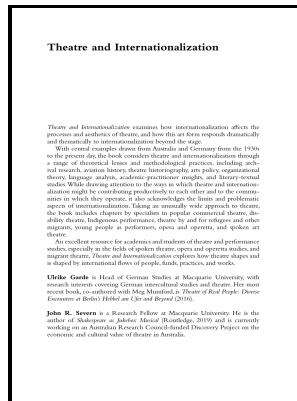 Theatre and Internationalization
Theatre and Internationalization examines how internationalization affects the
processes and aesthetics of theatre, and how this art form responds dramatically
and thematically to internationalization beyond the stage.
With central examples drawn from Australia and Germany from the 1930s
to the present day, the book considers theatre and internationalization through
a range of theoretical lenses and methodological practices, including arch-
ival research, aviation history, theatre historiography, arts policy, organizational
theory, language analysis, academic-practitioner insights, and literary-textual
studies. While drawing attention to the ways in which theatre and internation-
alization might be contributing productively to each other and to the commu-
nities in which they operate, it also acknowledges the limits and problematic
aspects of internationalization. Taking an unusually wide approach to theatre,
the book includes chapters by specialists in popular commercial theatre, dis-
ability theatre, Indigenous performance, theatre by and for refugees and other
migrants, young people as performers, opera and operetta, and spoken art
theatre.
An excellent resource for academics and students of theatre and performance
studies, especially in the fields of spoken theatre, opera and operetta studies, and
migrant theatre, Theatre and Internationalization explores how theatre shapes and
is shaped by international flows of people, funds, practices, and works.
Ulrike Garde is Head of German Studies at Macquarie University, with
research interests covering German intercultural studies and theatre. Her most
recent book, co-authored with Meg Mumford, is Theatre of Real People: Diverse
Encounters at Berlin's Hebbel am Ufer and Beyond (2016).
John R. Severn is a Research Fellow at Macquarie University. He is the
author of Shakespeare as Jukebox Musical (Routledge, 2019) and is currently
working on an Australian Research Council-funded Discovery Project on the
economic and cultural value of theatre in Australia.